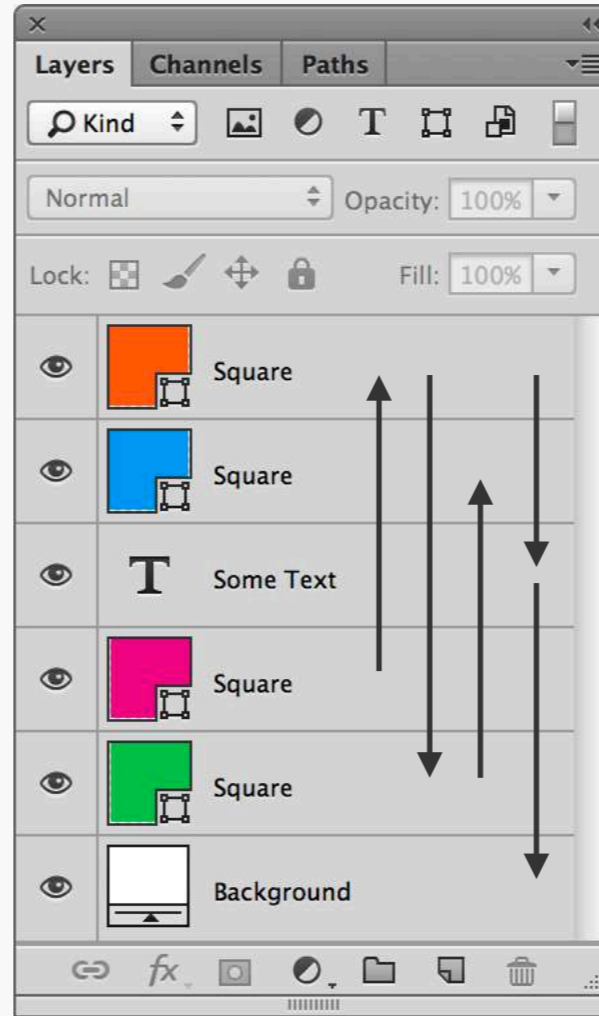 Layers Channels Paths
Kind T
Normal Opacity: 100%
Lock: Fill: 100%
Square
Square
T Some Text
Square
Square
Background
fx